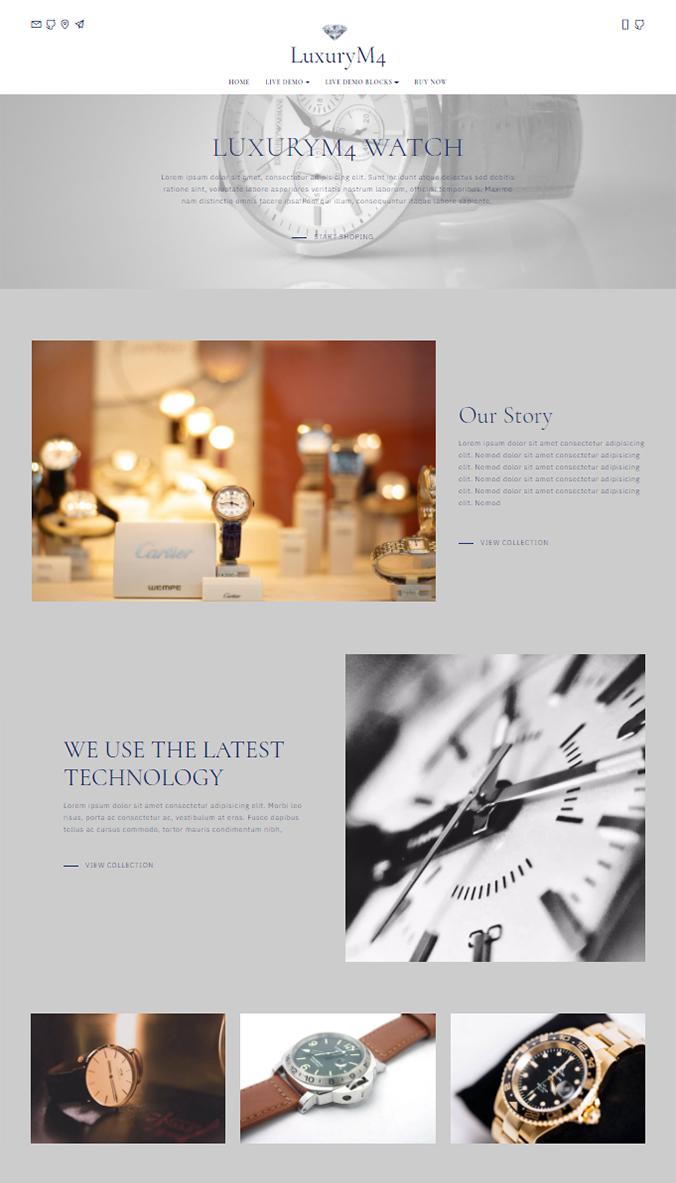 LuxuryM4
HOME LIVE DEMO LIVE DEMO BLOCKS BUY NOW
LUXURYM4 WATCH
Lorem ipsum dolor sit amet, consectetur adipisicing elit. Sunt incidunt atque delectus sed debitis
ratione sint, voluptate labore asperiores veritatis nostrum laborum, officiis temporibus. Maxime
nam distinctio omnis facere ipsa!Rem qui illum, consequuntur itaque labore sapiente.
START SHOPING
Our Story
Lorem ipsum dolor sit amet consectetur adipisicing
elit. Nomod dolor sit amet consectetur adipisicing
elit. Nomod dolor sit amet consectetur adipisicing
elit. Nomod dolor sit amet consectetur adipisicing
elit. Nomod dolor sit amet consectetur adipisicing
elit. Nomod
VIEW COLLECTION
Cartier
WEMPE
Cartier
WE USE THE LATEST
TECHNOLOGY
Lorem ipsum dolor sit amet consectetur adipisicing elit. Morbi leo
risus, porta ac consectetur ac, vestibulum at eros. Fusce dapibus
tellus ac cursus commodo, tortor mauris condimentum nibh,
VIEW COLLECTION